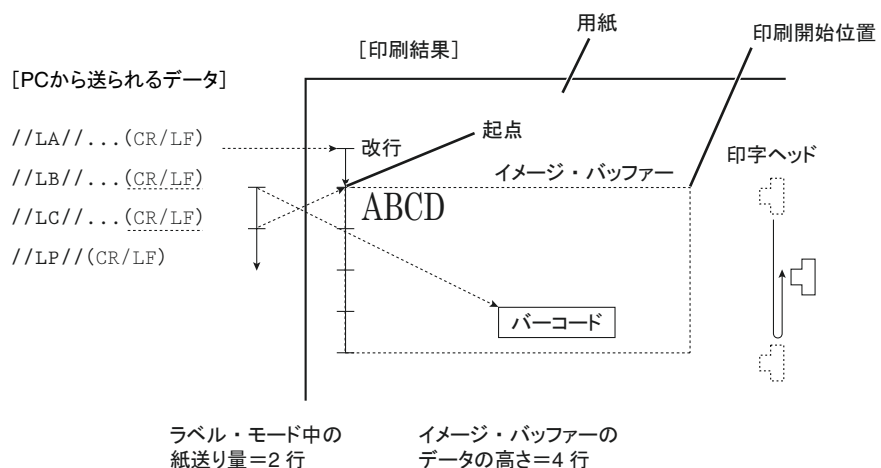 用紙
印刷開始位置
[印刷結果]
[PCから送られるデータ]
//LA//...(CR/LF)
改行
起点
印字ヘッド
//LB//...(CR/LF)
イメージ・バッファー
//LC//...(CR/LF)
ABCD
//LP//(CR/LF)
バーコード
ラベル・モード中の
紙送り量＝2 行
イメージ・バッファーの
データの高さ＝4 行